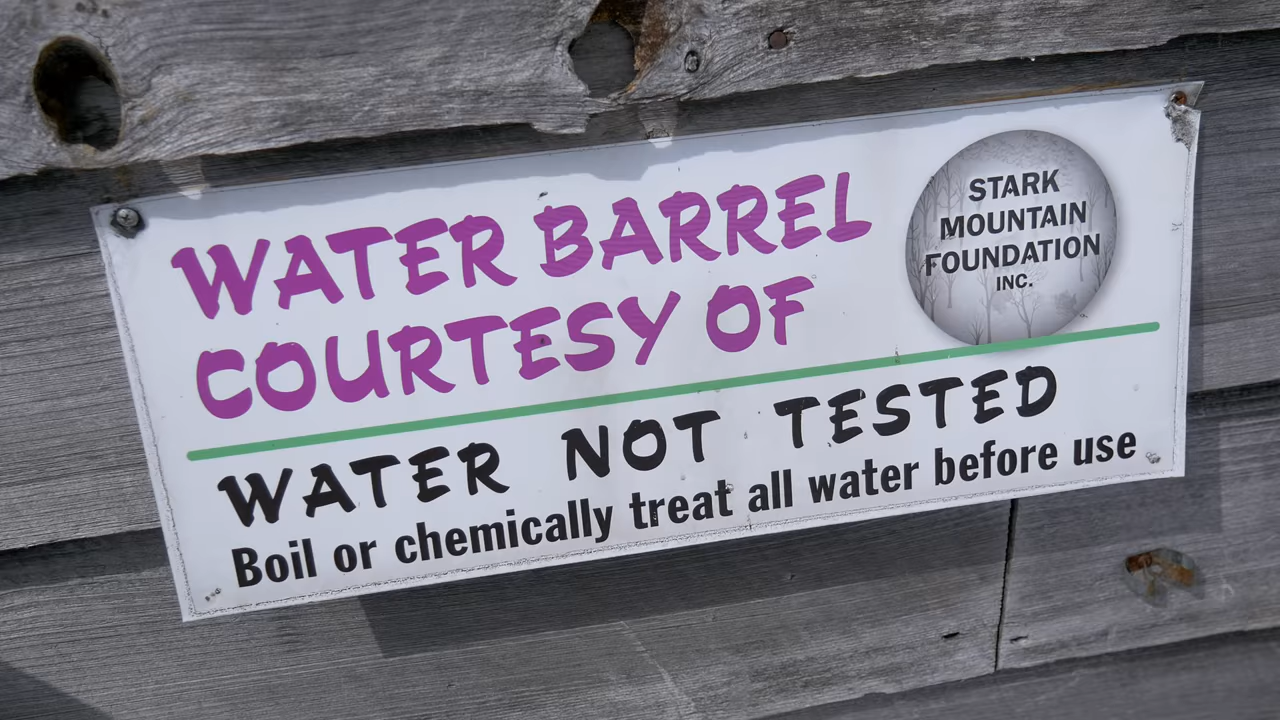 WATER BARREL
COURTESY OF
STARK
MOUNTAIN
FOUNDATION
INC.
WATER NOT TESTED
Boil or chemically treat all water before use